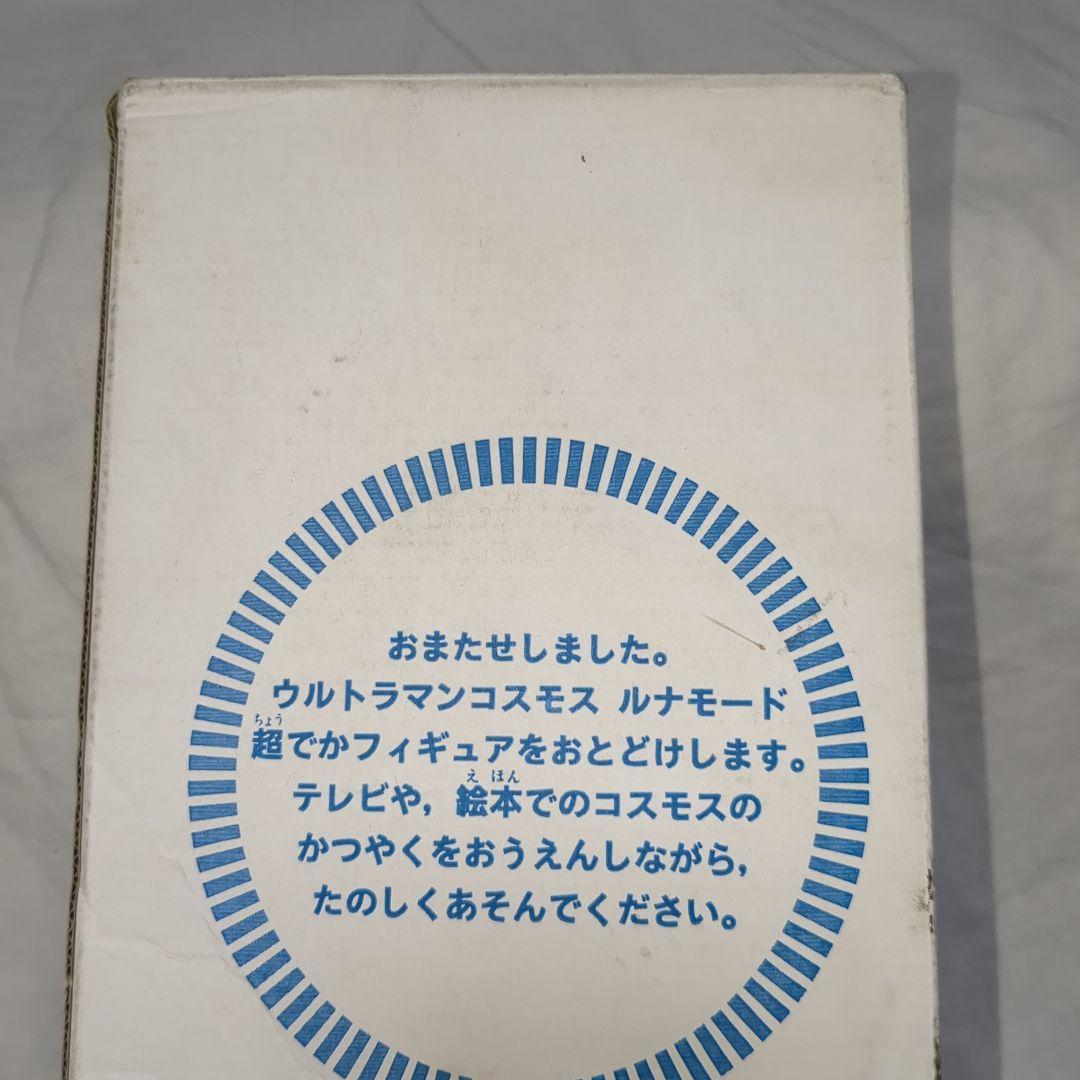 おまたせしました。
ウルトラマンコスモス ルナモード
ちょう
超でかフィギュアをおとどけします。
え ほん
テレビや，絵本でのコスモスの
かつやくをおうえんしながら，
たのしくあそんでください。